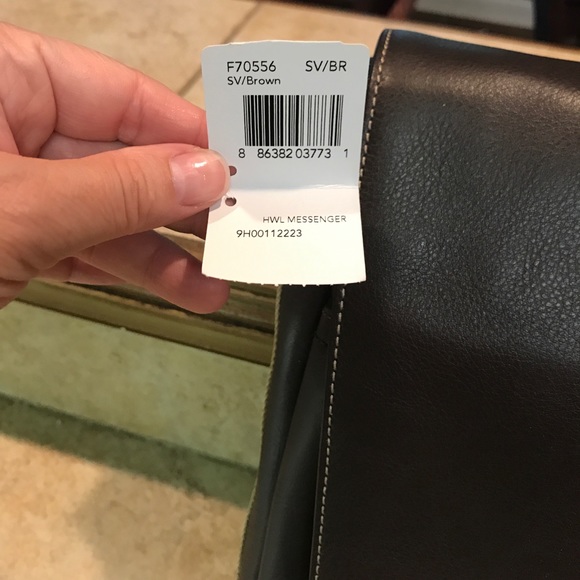 F70556 SV/BR
SV/Brown
8 86382 03773 1
HWL MESSENGER
9H00112223